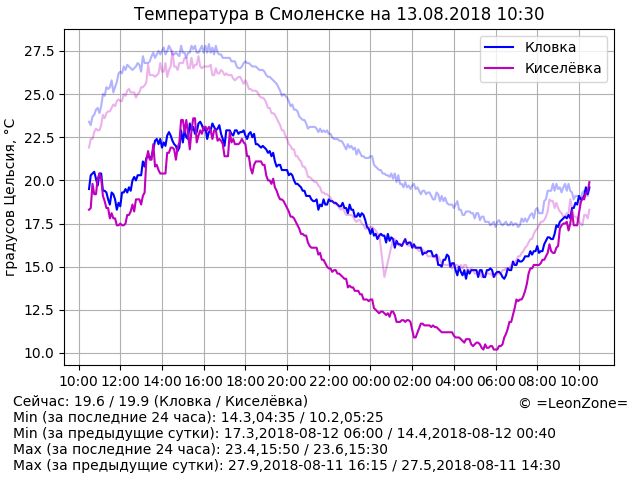 Температура в Смоленске на 13.08.2018 10:30
градусов Цельсия, °C
27.5
25.0
22.5
20.0
17.5
15.0
12.5
10.0
Кловка
Киселёвка
10:00 12:00 14:00 16:00 18:00 20:00 22:00 00:00 02:00 04:00 06:00 08:00 10:00
Сейчас: 19.6 / 19.9 (Кловка / Киселёвка)
© =LeonZone=
Min (за последние 24 часа): 14.3,04:35 / 10.2,05:25
Min (за предыдущие сутки): 17.3,2018-08-12 06:00 / 14.4,2018-08-12 00:40
Max (за последние 24 часа): 23.4,15:50 / 23.6,15:30
Max (за предыдущие сутки): 27.9,2018-08-11 16:15 / 27.5,2018-08-11 14:30